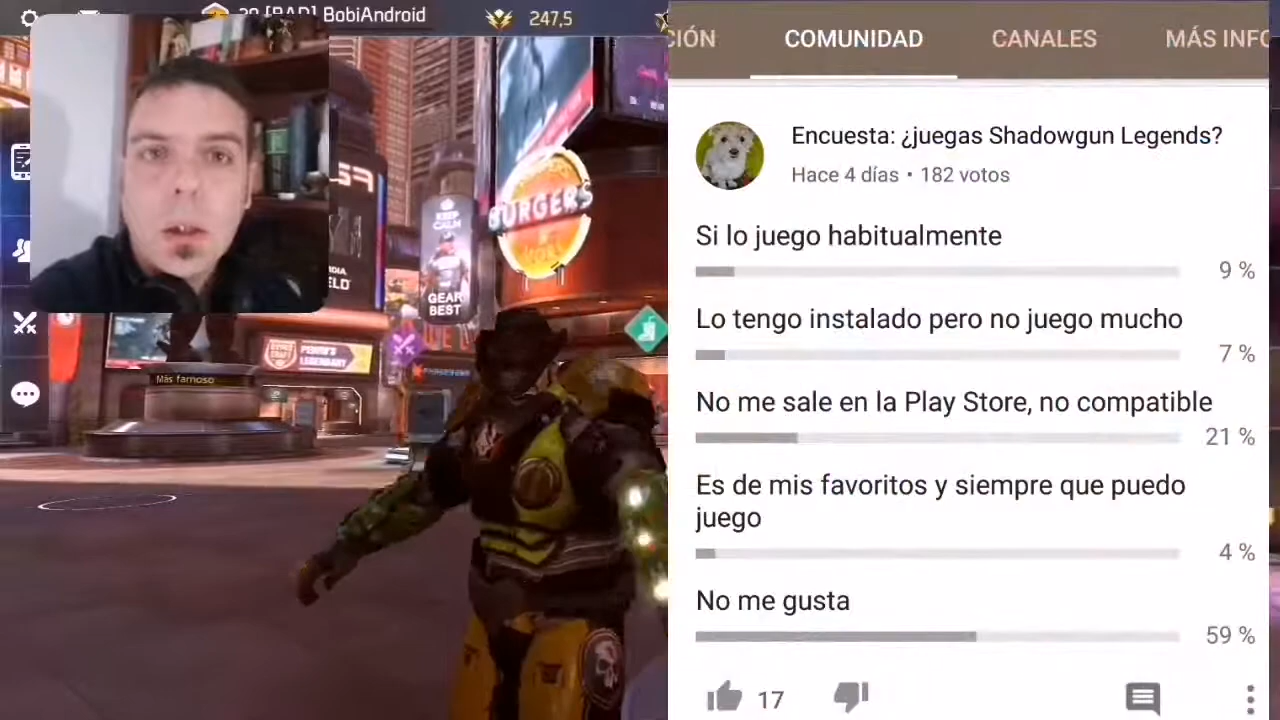 [BAD] BobiAndroid
247,5
CIÓN
COMUNIDAD
CANALES
MÁS INFO
Encuesta: ¿juegas Shadowgun Legends?
Hace 4 días • 182 votos
Si lo juego habitualmente
9 %
Lo tengo instalado pero no juego mucho
7 %
No me sale en la Play Store, no compatible
21 %
Es de mis favoritos y siempre que puedo
juego
4 %
No me gusta
59 %
17
BURGERS
KEEP
CALM
GEAR
BEST
Más famoso